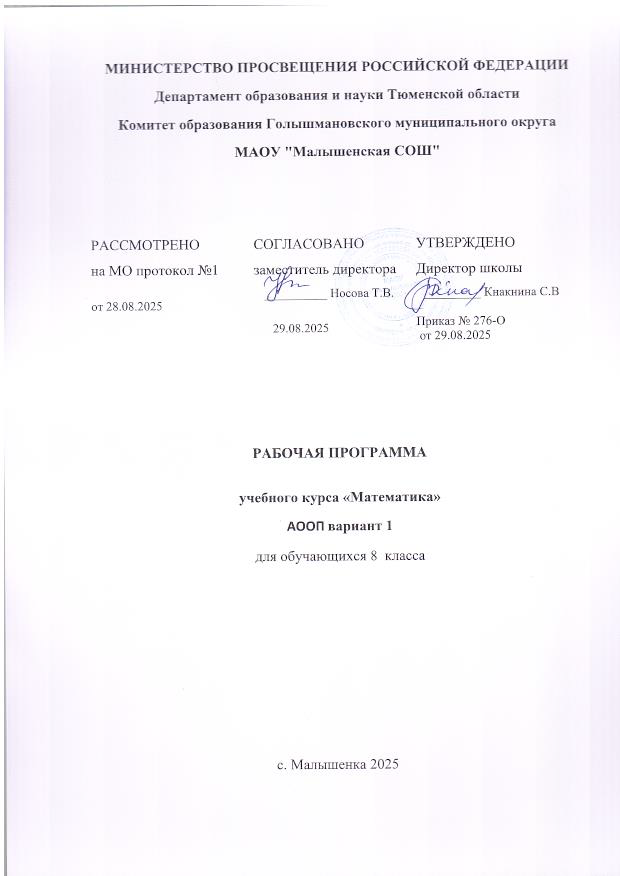 МИНИСТЕРСТВО ПРОСВЕЩЕНИЯ РОССИЙСКОЙ ФЕДЕРАЦИИ
Департамент образования и науки Тюменской области
Комитет образования Голышмановского муниципального округа
МАОУ "Малышенская СОШ"
РАССМОТРЕНО
на МО протокол №1
от 28.08.2025
СОГЛАСОВАНО
заместитель директора
Носова Т.В.
29.08.2025
УТВЕРЖДЕНО
Директор школы
Кнакнина С.В
Приказ № 276-О
от 29.08.2025
РАБОЧАЯ ПРОГРАММА
учебного курса «Математика»
АООП вариант 1
для обучающихся 8 класса
с. Малышенка 2025